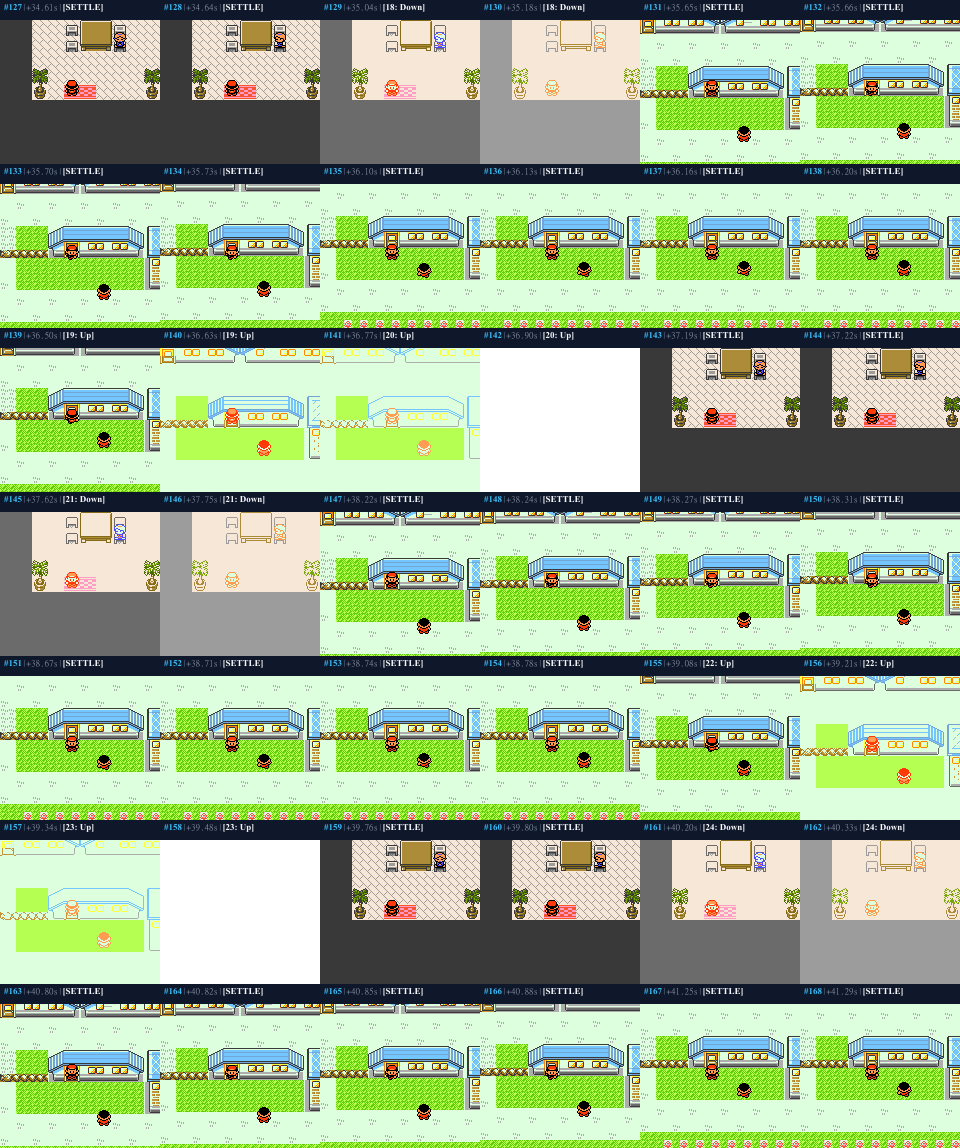 #127|+34.61s|[SETTLE] #128|+34.64s|[SETTLE] #129|+35.04s|[18: Down] #130|+35.18s|[18: Down] #131|+35.65s|[SETTLE] #132|+35.66s|[SETTLE]
#133|+35.70s|[SETTLE] #134|+35.73s|[SETTLE] #135|+36.10s|[SETTLE] #136|+36.13s|[SETTLE] #137|+36.16s|[SETTLE] #138|+36.20s|[SETTLE]
#139|+36.50s|[19: Up] #140|+36.63s|[19: Up] #141|+36.77s|[20: Up] #142|+36.90s|[20: Up] #143|+37.19s|[SETTLE] #144|+37.22s|[SETTLE]
#145|+37.62s|[21: Down] #146|+37.75s|[21: Down] #147|+38.22s|[SETTLE] #148|+38.24s|[SETTLE] #149|+38.27s|[SETTLE] #150|+38.31s|[SETTLE]
#151|+38.67s|[SETTLE] #152|+38.71s|[SETTLE] #153|+38.74s|[SETTLE] #154|+38.78s|[SETTLE] #155|+39.08s|[22: Up] #156|+39.21s|[22: Up]
#157|+39.34s|[23: Up] #158|+39.48s|[23: Up] #159|+39.76s|[SETTLE] #160|+39.80s|[SETTLE] #161|+40.20s|[24: Down] #162|+40.33s|[24: Down]
#163|+40.80s|[SETTLE] #164|+40.82s|[SETTLE] #165|+40.85s|[SETTLE] #166|+40.88s|[SETTLE] #167|+41.25s|[SETTLE] #168|+41.29s|[SETTLE]